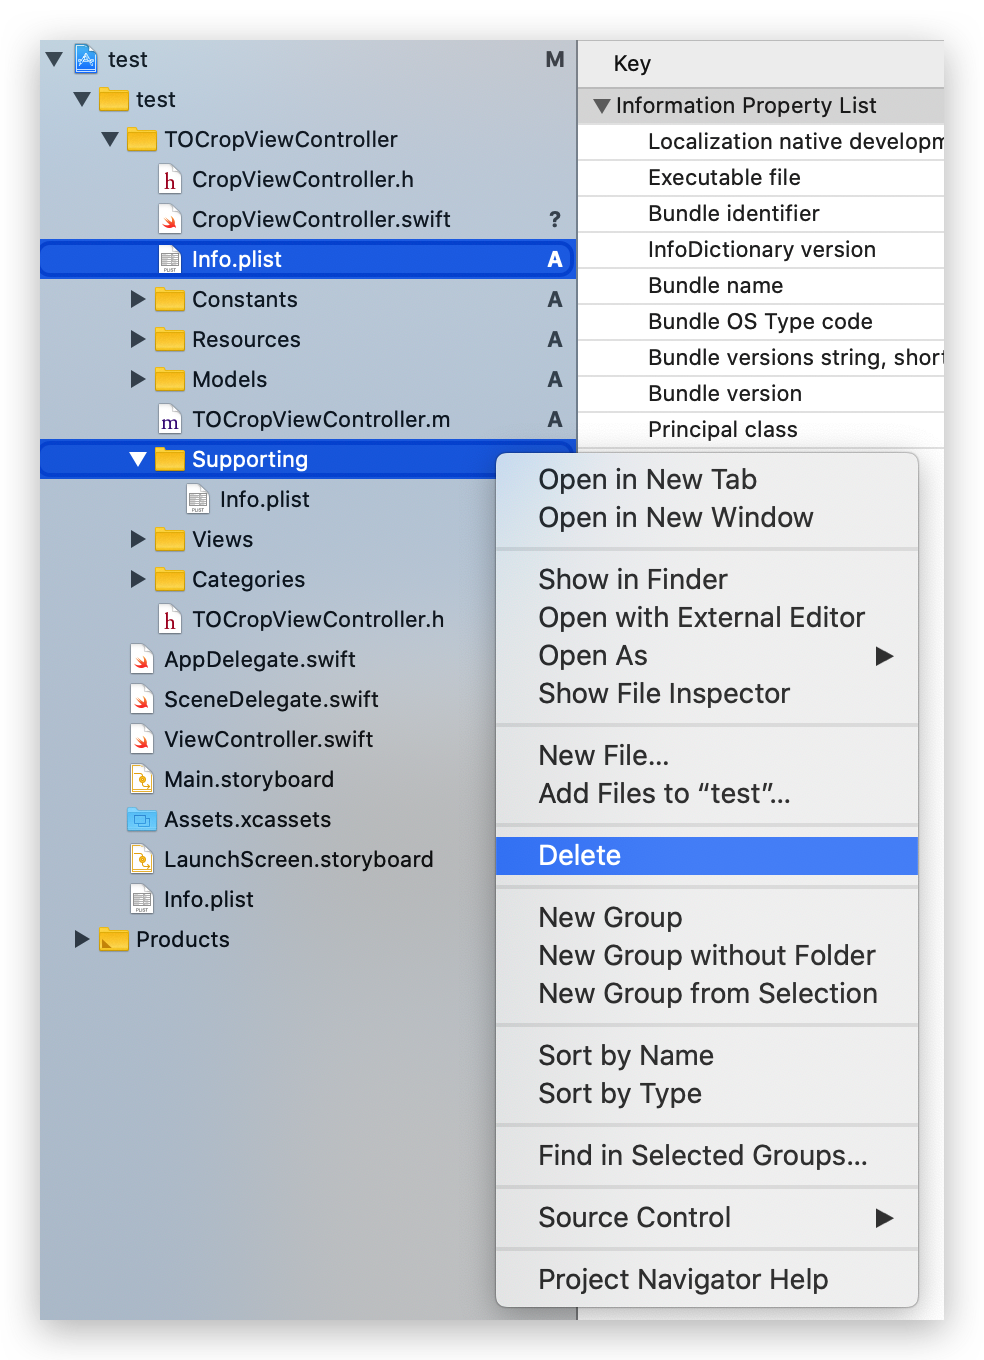 test M
test
TOCropViewController
h CropViewController.h
CropViewController.swift ?
PLIST Info.plist A
Constants A
Resources A
Models A
m TOCropViewController.m A
Supporting
PLIST Info.plist
Views
Categories
h TOCropViewController.h
AppDelegate.swift
SceneDelegate.swift
ViewController.swift
Main.storyboard
Assets.xcassets
LaunchScreen.storyboard
PLIST Info.plist
Products
Key
Information Property List
Localization native developm
Executable file
Bundle identifier
InfoDictionary version
Bundle name
Bundle OS Type code
Bundle versions string, short
Bundle version
Principal class
Open in New Tab
Open in New Window
Show in Finder
Open with External Editor
Open As
Show File Inspector
New File...
Add Files to “test”...
Delete
New Group
New Group without Folder
New Group from Selection
Sort by Name
Sort by Type
Find in Selected Groups...
Source Control
Project Navigator Help